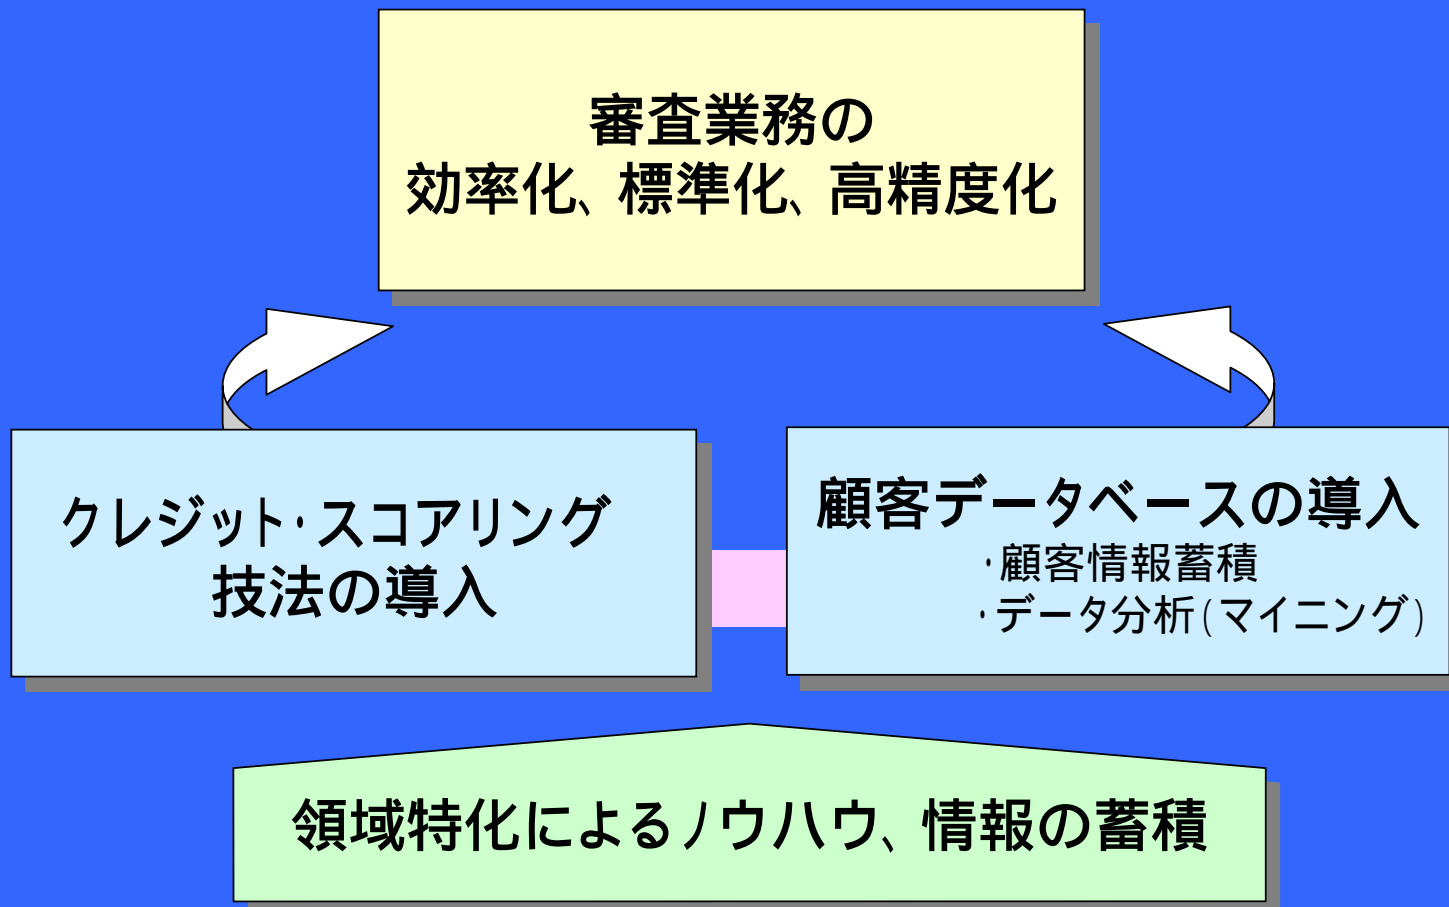 審査業務の
効率化、標準化、高精度化
クレジット・スコアリング
技法の導入
顧客データベースの導入
・顧客情報蓄積
・データ分析(マイニング)
領域特化によるノウハウ、情報の蓄積